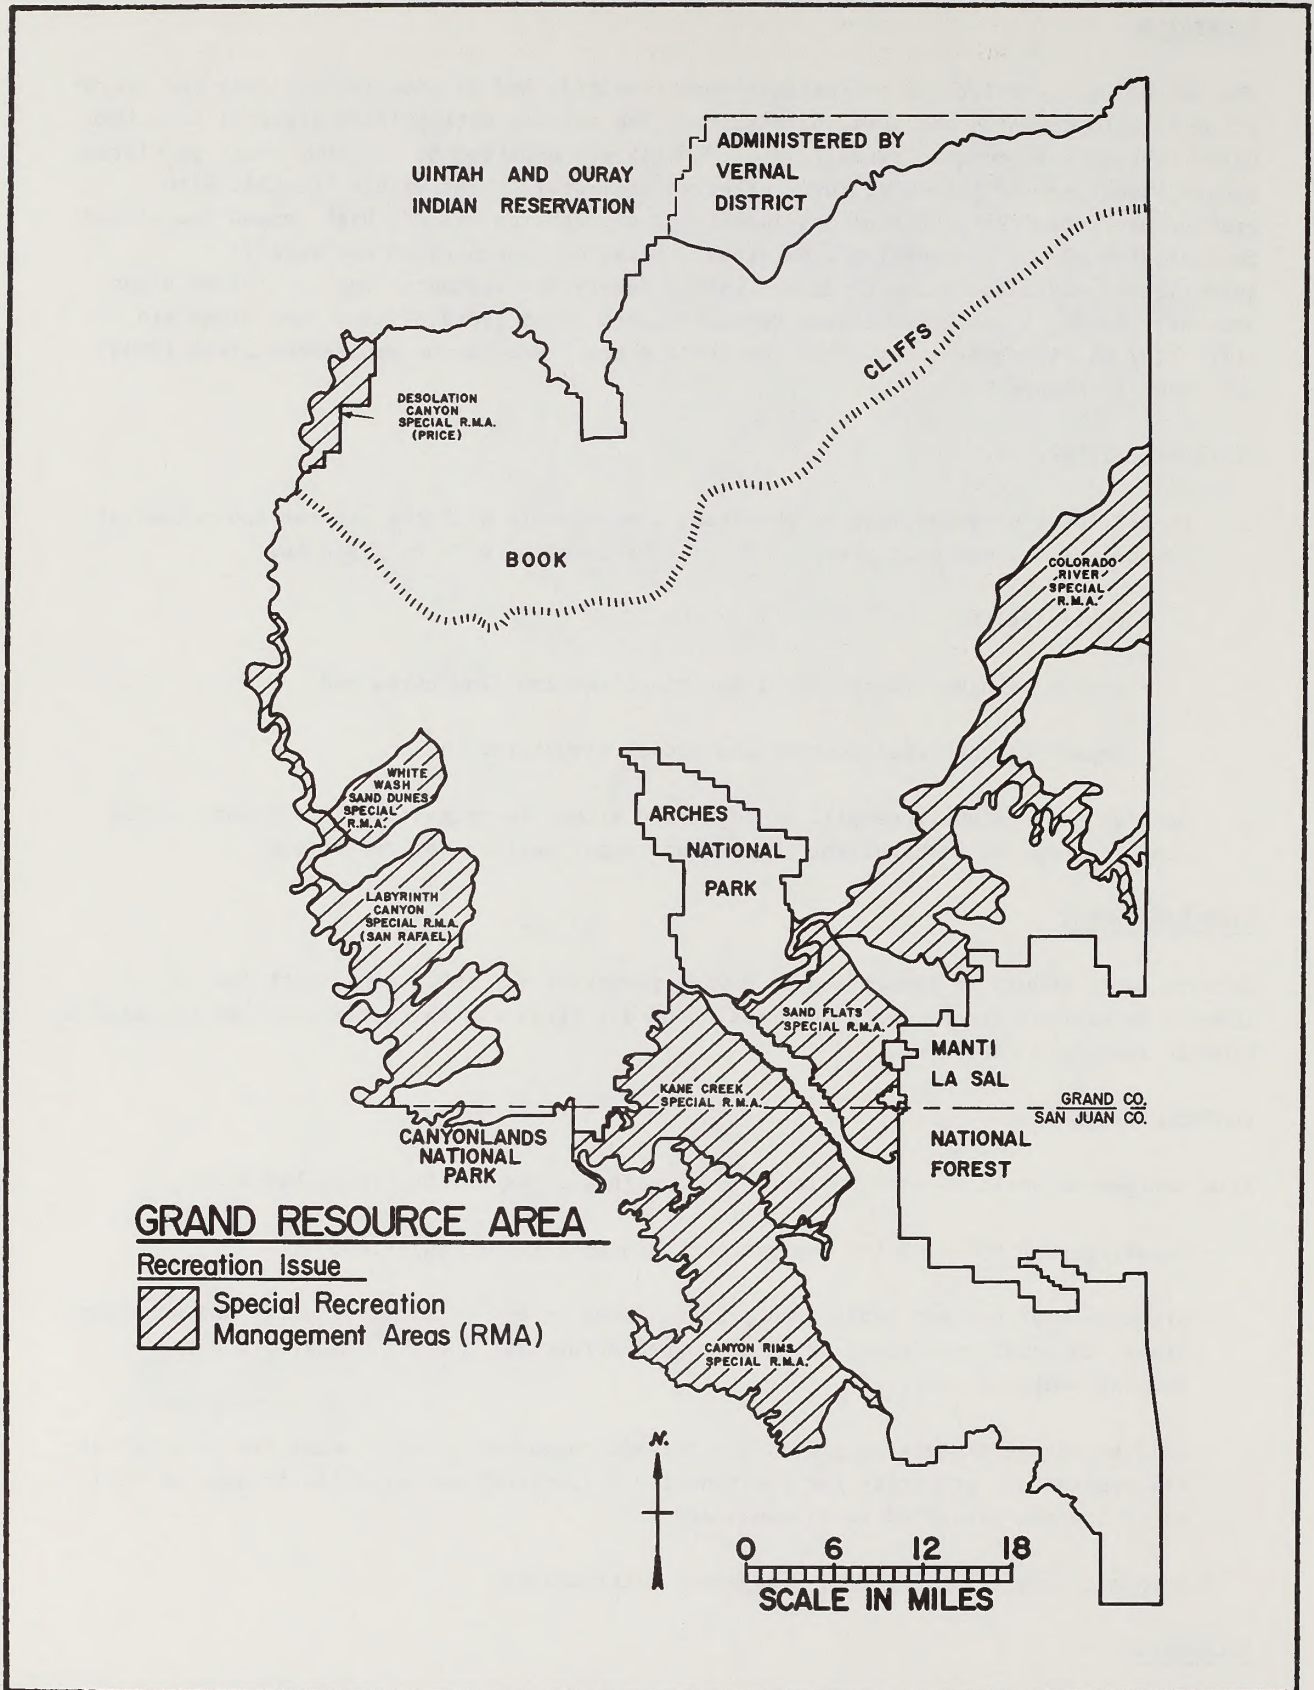 ADMINISTERED BY
VERNAL
DISTRICT
UINTAH AND OURAY
INDIAN RESERVATION
CLIFFS
DESOLATION
CANYON
SPECIAL R.M.A.
(PRICE)
BOOK
COLORADO
RIVER
SPECIAL
R.M.A.
WHITE
WASH
SAND DUNES
SPECIAL
R.M.A.
ARCHES
NATIONAL
PARK
LABYRINTH
CANYON
SPECIAL R.M.A.
(SAN RAFAEL)
SAND FLATS
SPECIAL R.M.A.
MANTI
LA SAL
KANE CREEK
SPECIAL R.M.A.
GRAND CO.
SAN JUAN CO.
NATIONAL
FOREST
CANYONLANDS
NATIONAL
PARK
GRAND RESOURCE AREA
Recreation Issue
Special Recreation
Management Areas (RMA)
CANYON RIMS
SPECIAL R.M.A.
N.
0 6 12 18
SCALE IN MILES